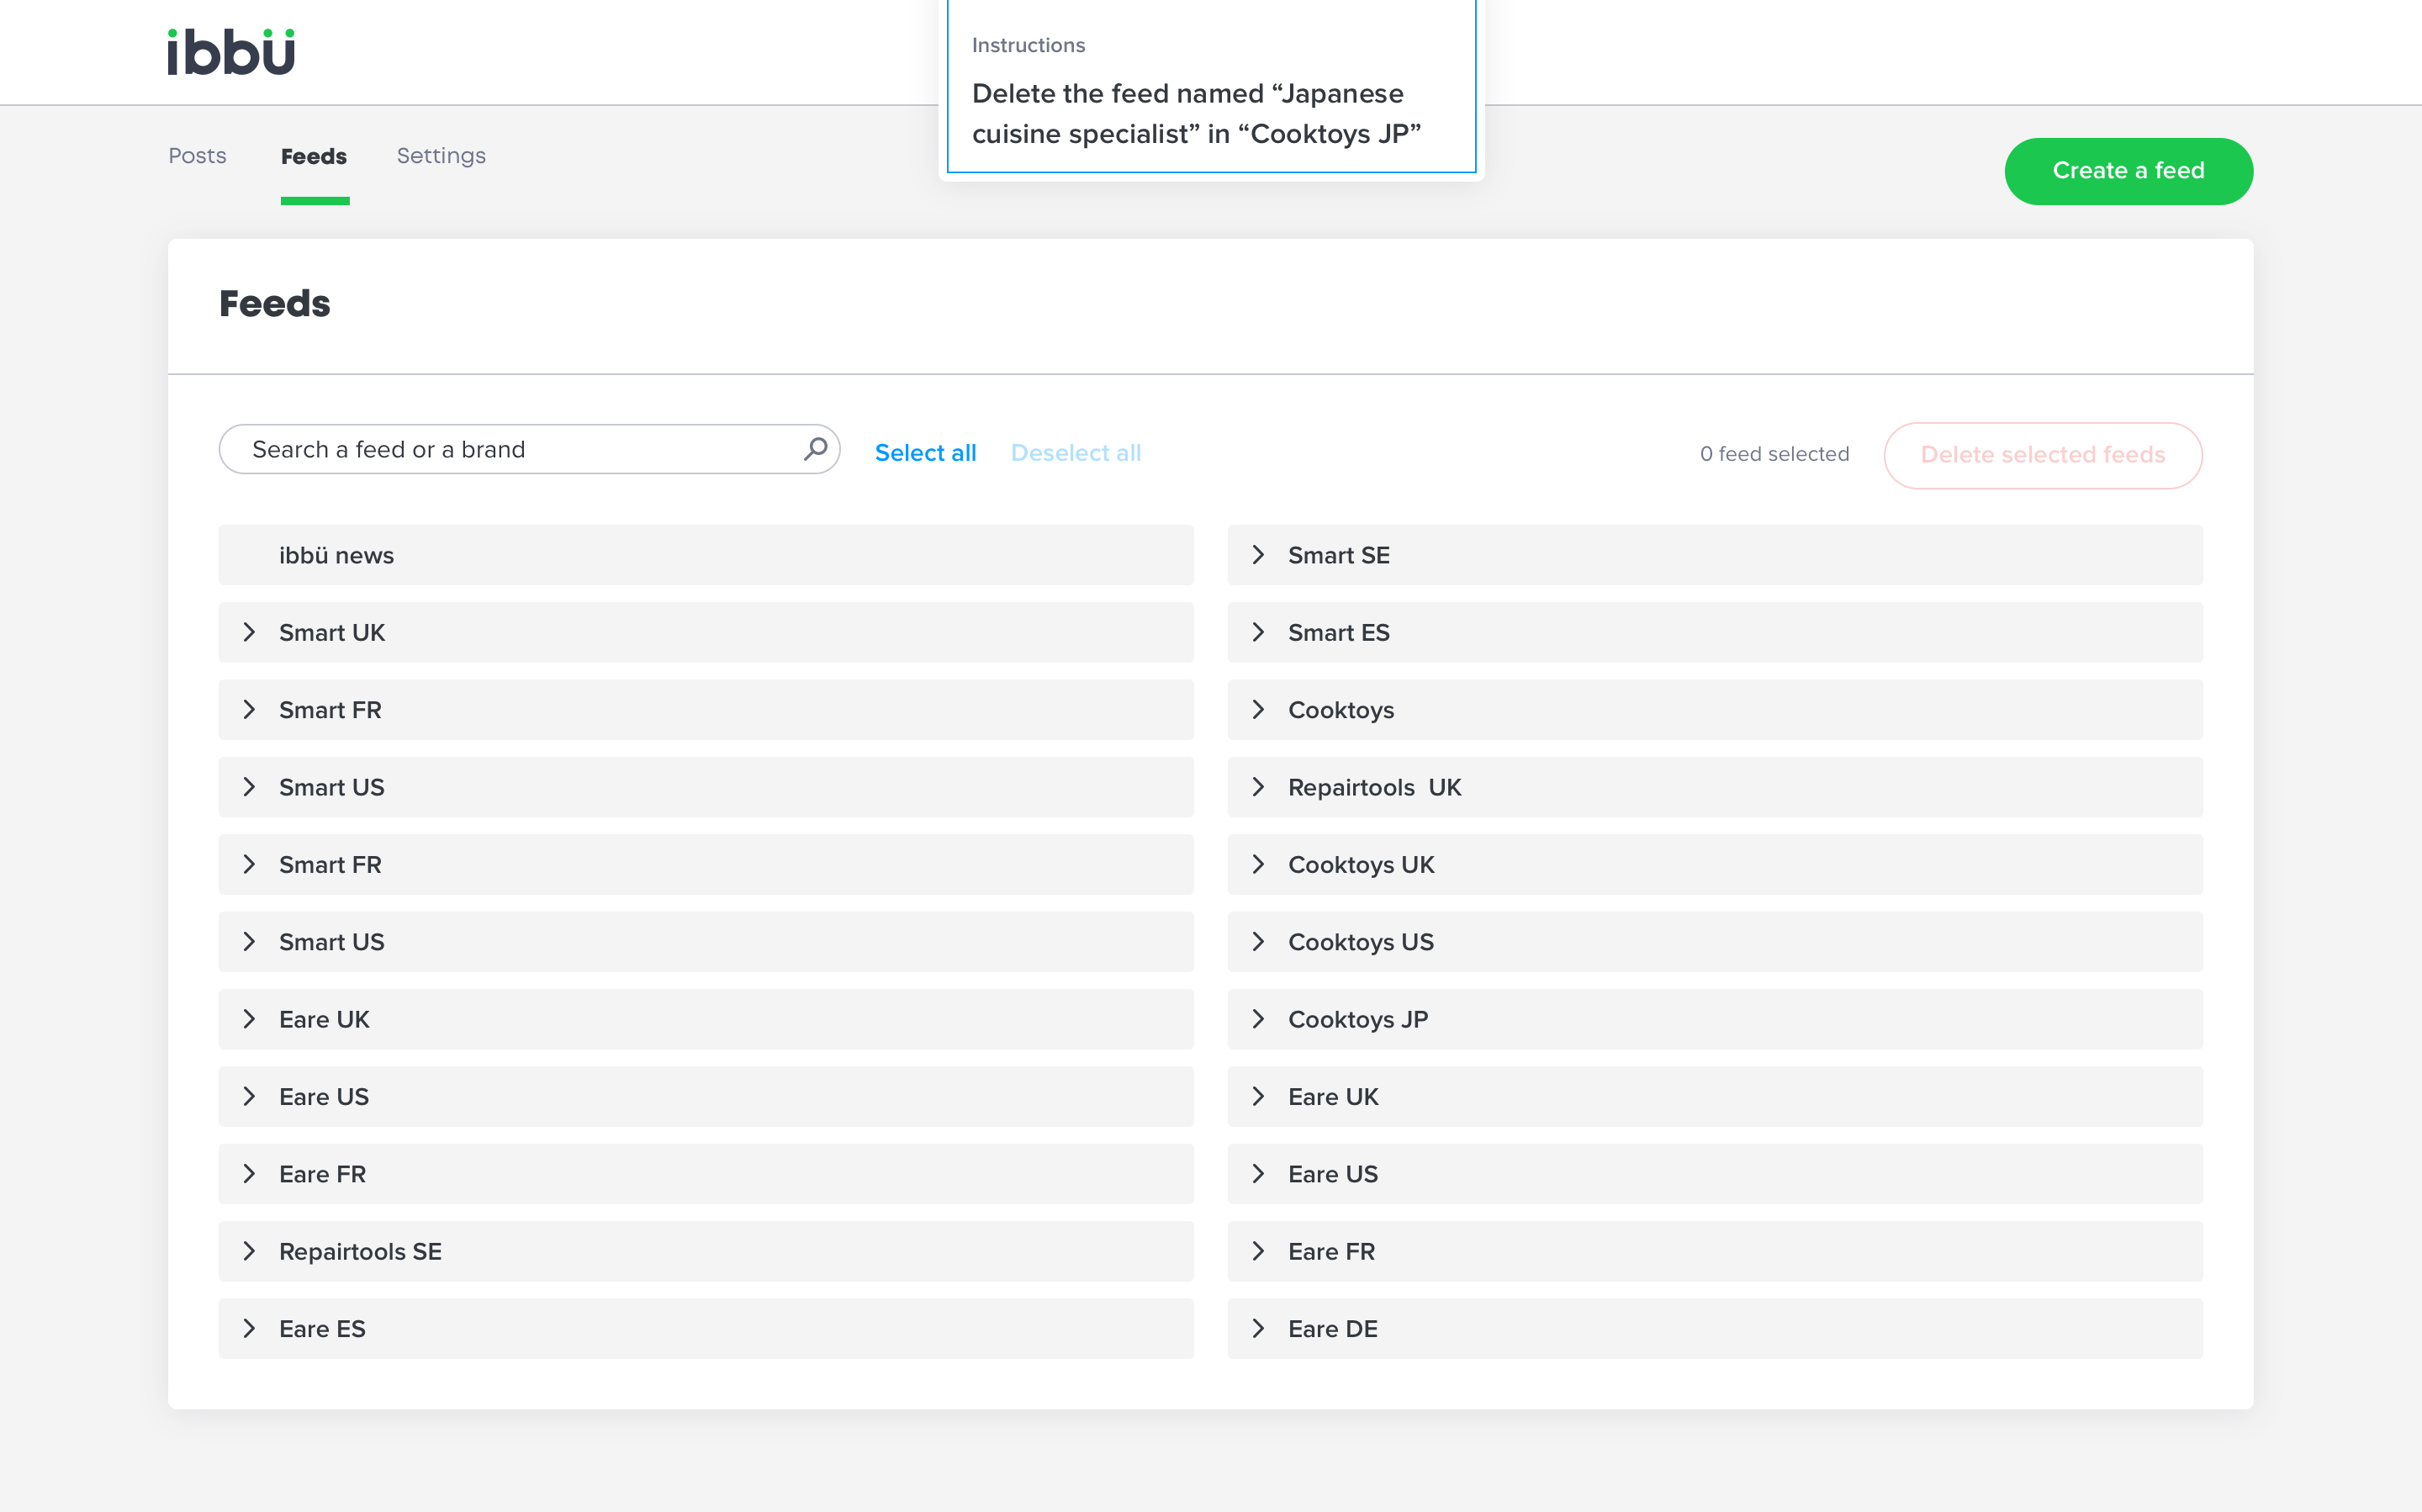 ibbü
Instructions
Delete the feed named “Japanese
cuisine specialist” in “Cooktoys JP”
Posts
Feeds
Settings
Create a feed
Feeds
Search a feed or a brand
Select all
Deselect all
0 feed selected
Delete selected feeds
ibbü news
Smart UK
Smart FR
Smart US
Smart FR
Smart US
Eare UK
Eare US
Eare FR
Repairtools SE
Eare ES
Smart SE
Smart ES
Cooktoys
Repairtools  UK
Cooktoys UK
Cooktoys US
Cooktoys JP
Eare UK
Eare US
Eare FR
Eare DE